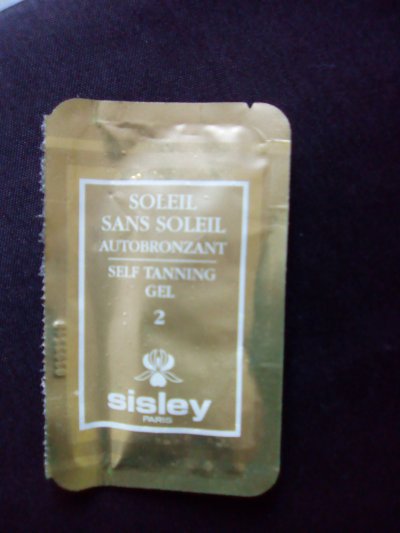 SOLEIL
SANS SOLEIL
AUTOBRONZANT
SELF TANNING
GEL
2
sisley
PARIS